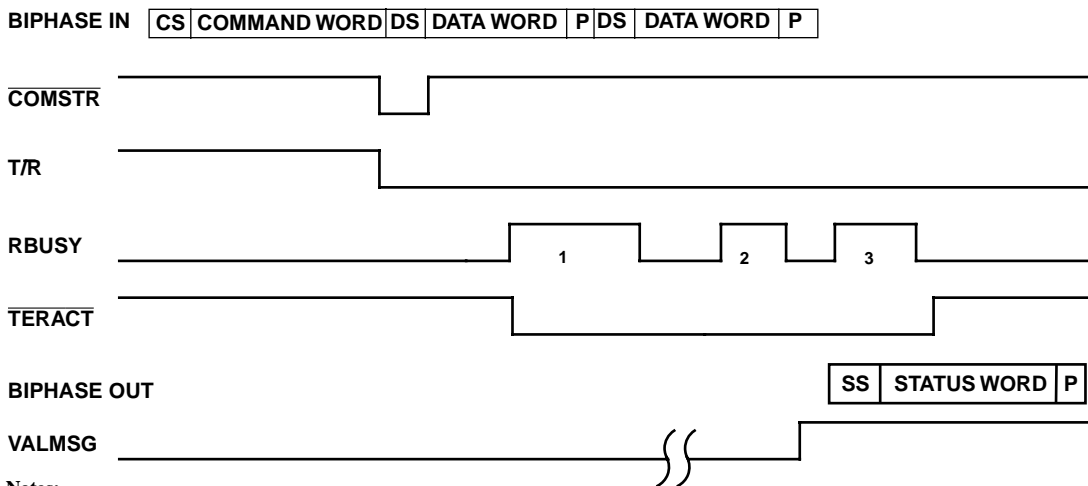 BIPHASE IN CS COMMAND WORD DS DATA WORD P DS DATA WORD P
COMSTR
T/R
RBUSY 1 2 3
TERACT
BIPHASE OUT SS STATUS WORD P
VALMSG
Notes: